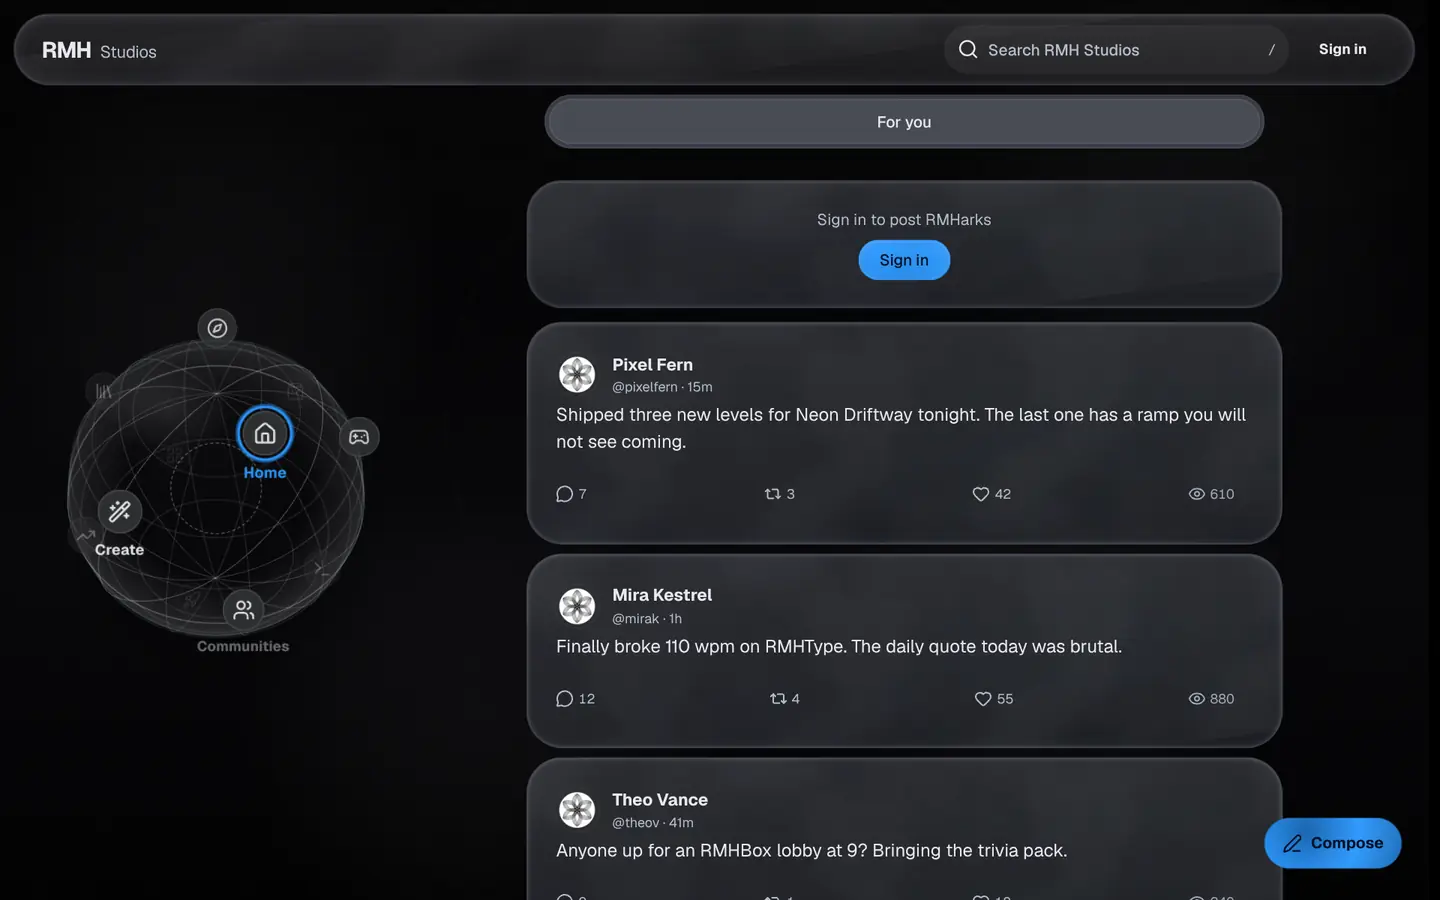 RMH Studios
Search RMH Studios /
Sign in
For you
Sign in to post RMHarks
Sign in
Home
Create
Communities
Pixel Fern
@pixelfern · 15m
Shipped three new levels for Neon Driftway tonight. The last one has a ramp you will
not see coming.
7 3 42 610
Mira Kestrel
@mirak · 1h
Finally broke 110 wpm on RMHType. The daily quote today was brutal.
12 4 55 880
Theo Vance
@theov · 41m
Anyone up for an RMHBox lobby at 9? Bringing the trivia pack.
Compose